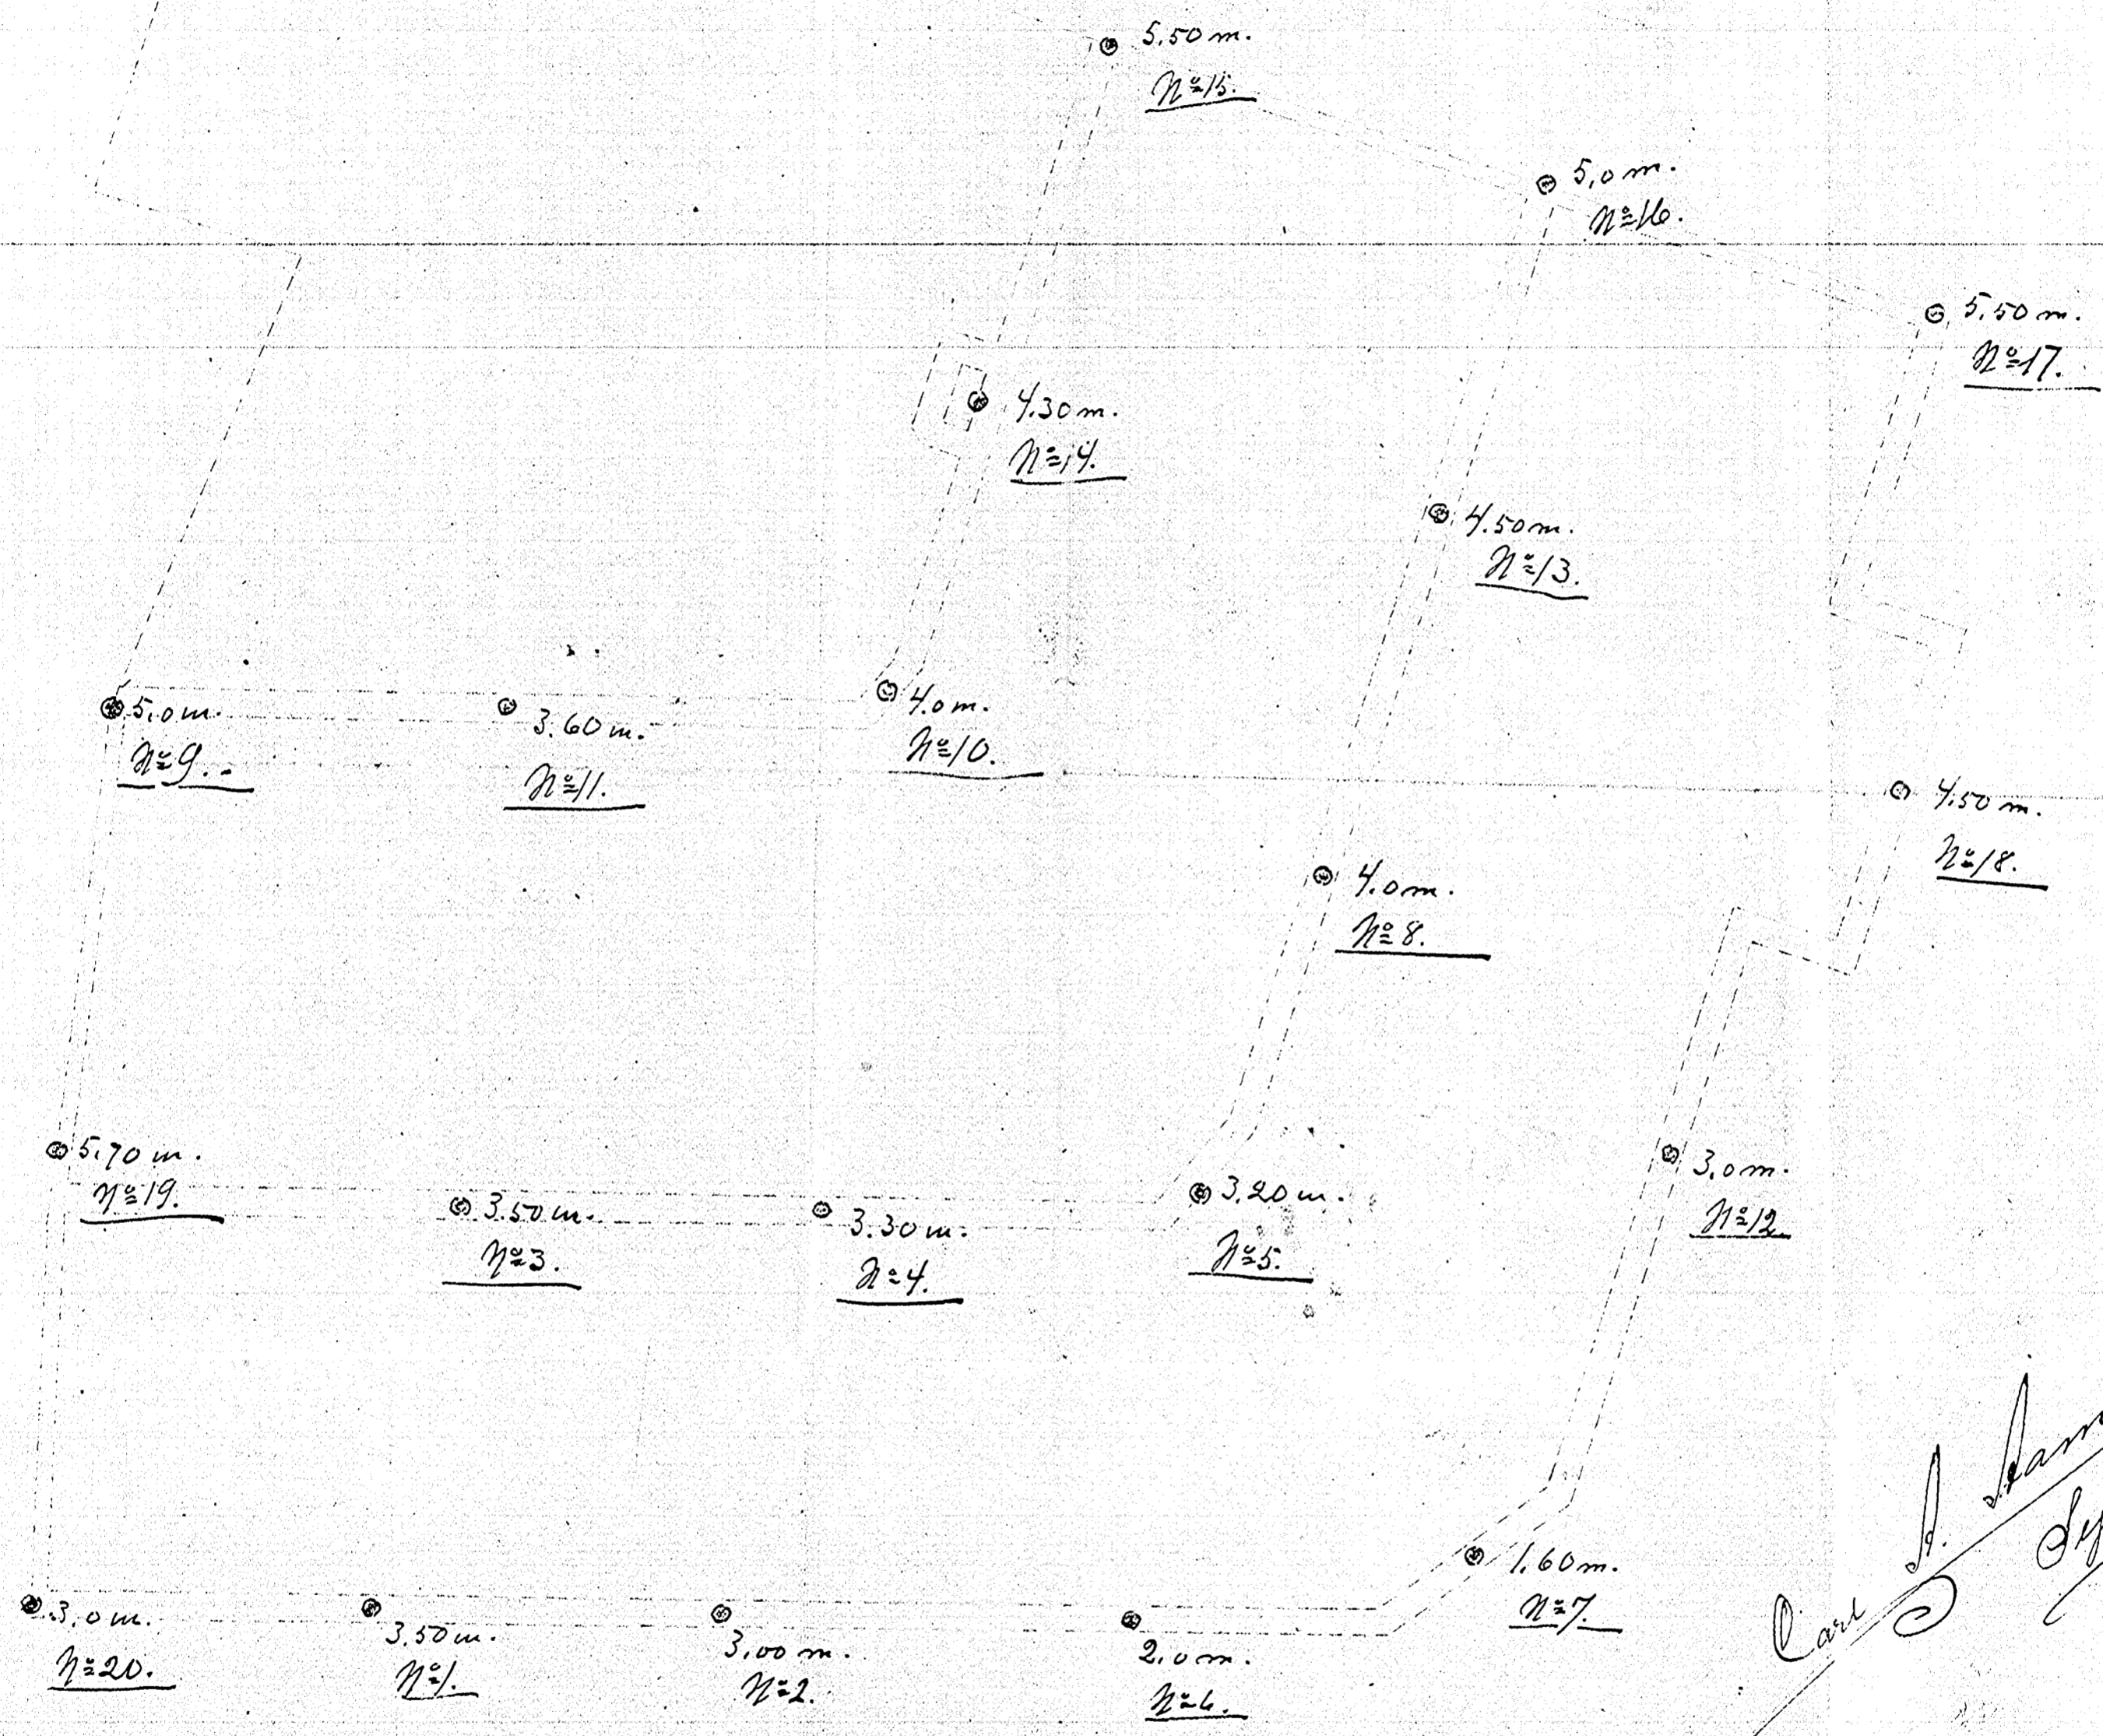 5,50 m.
Nº 15.
5,0 m.
Nº 16.
5,50 m.
Nº 17.
4.30 m.
Nº 14.
4.50 m.
Nº 13.
5,0 m.
Nº 9.
3.60 m.
Nº 11.
4.0 m.
Nº 10.
4,50 m.
Nº 18.
4.0 m.
Nº 8.
5,70 m.
Nº 19.
3.50 m.
Nº 3.
3.30 m.
Nº 4.
3.20 m.
Nº 5.
3,0 m.
Nº 12.
1.60 m.
Nº 7.
3,0 m.
Nº 20.
3.50 m.
Nº 1.
3,00 m.
Nº 2.
2,0 m.
Nº 6.
Carl